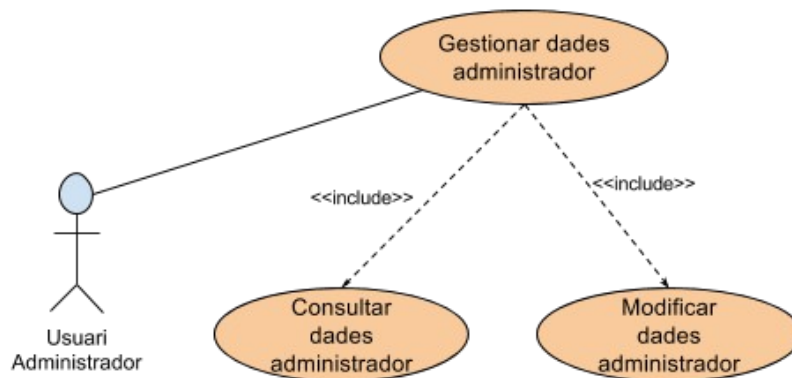 Gestionar dades
administrador
<<include>>
<<include>>
Usuari
Administrador
Consultar
dades
administrador
Modificar
dades
administrador